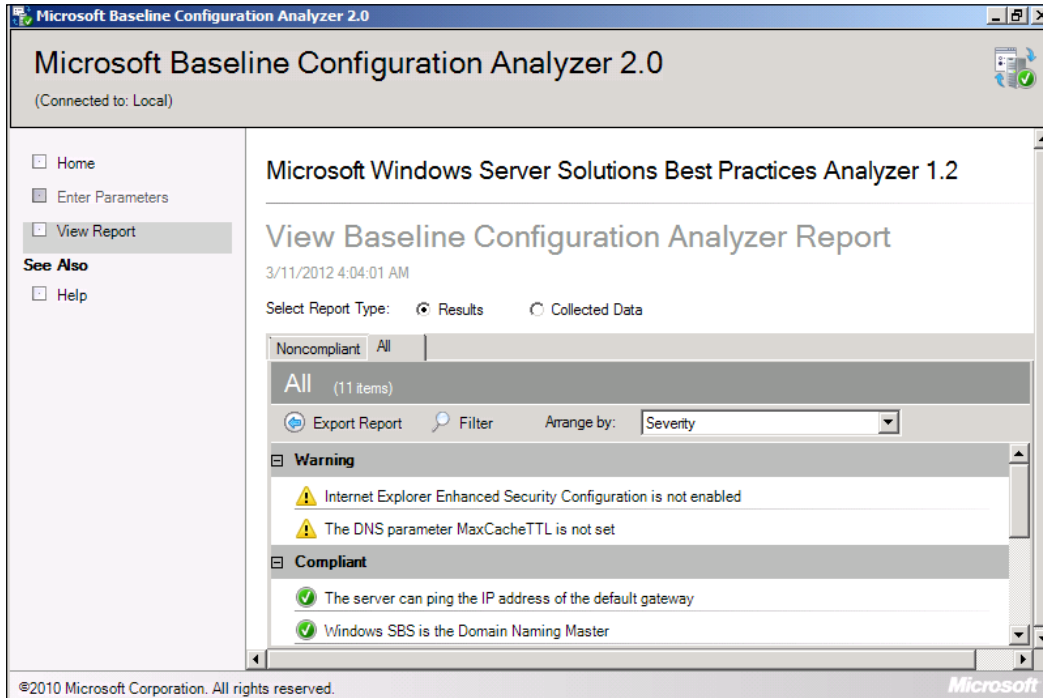 Microsoft Baseline Configuration Analyzer 2.0
Microsoft Baseline Configuration Analyzer 2.0
(Connected to: Local)
Home
Enter Parameters
View Report
See Also
Help
Microsoft Windows Server Solutions Best Practices Analyzer 1.2
View Baseline Configuration Analyzer Report
3/11/2012 4:04:01 AM
Select Report Type: Results Collected Data
Noncompliant All
All (11 items)
Export Report Filter Arrange by: Severity
Warning
Internet Explorer Enhanced Security Configuration is not enabled
The DNS parameter MaxCacheTTL is not set
Compliant
The server can ping the IP address of the default gateway
Windows SBS is the Domain Naming Master
©2010 Microsoft Corporation. All rights reserved. Microsoft